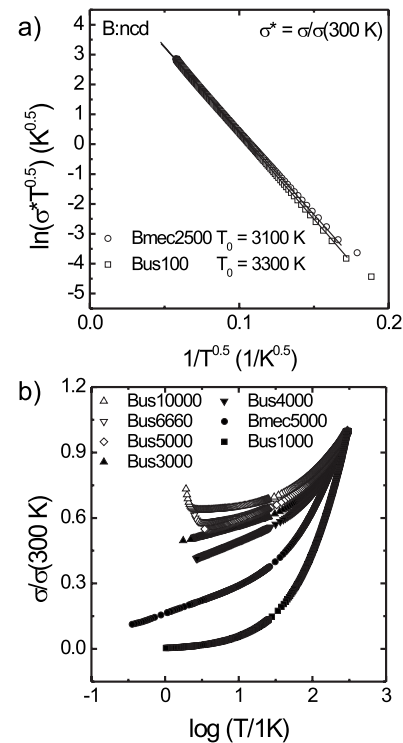 a)
B:ncd
σ* = σ/σ(300 K)
ln(σ*T^0.5) (K^0.5)
4
3
2
1
0
-1
-2
-3
-4
-5
Bmec2500 T_0 = 3100 K
Bus100 T_0 = 3300 K
0.0
0.1
0.2
1/T^0.5 (1/K^0.5)
b)
1.2
0.9
0.6
0.3
0.0
σ/σ(300 K)
Bus10000
Bus4000
Bus6660
Bmec5000
Bus5000
Bus1000
Bus3000
-1
0
1
2
3
log (T/1K)